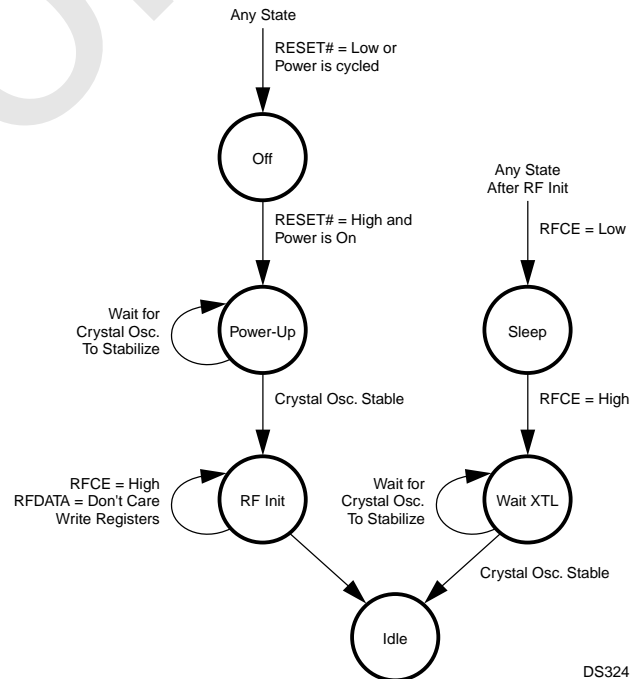 Any State
RESET# = Low or
Power is cycled
Off
Any State
After RF Init
RESET# = High and
Power is On
RFCE = Low
Wait for
Crystal Osc.
To Stabilize
Power-Up
Sleep
Crystal Osc. Stable
RFCE = High
RFCE = High
RFDATA = Don't Care
Write Registers
RF Init
Wait for
Crystal Osc.
To Stabilize
Wait XTL
Crystal Osc. Stable
Idle
DS324